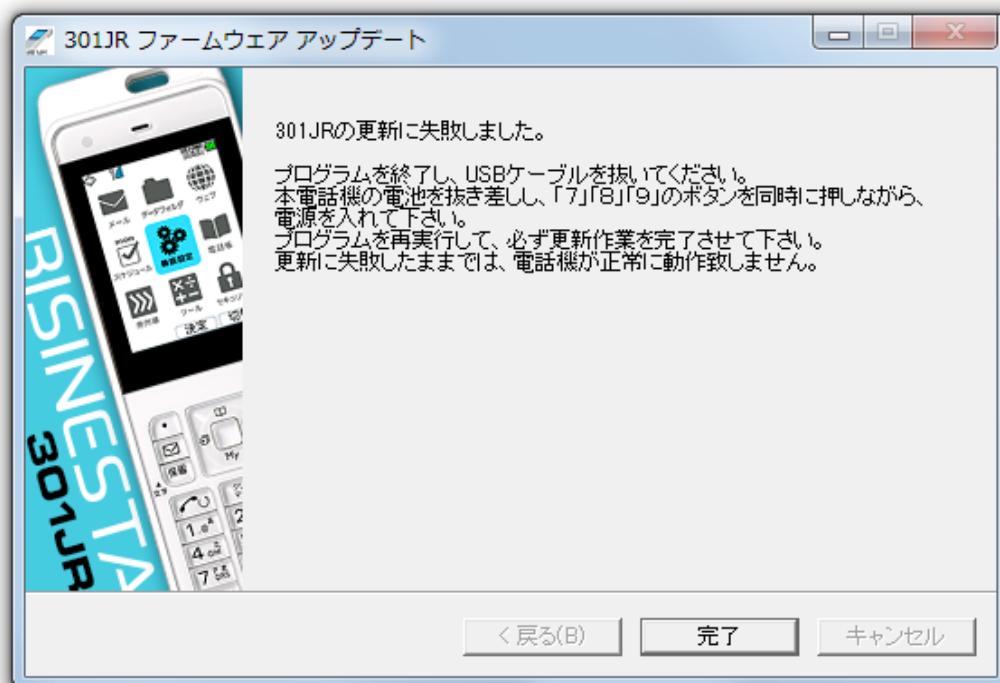 301JR ファームウェア アップデート
301JRの更新に失敗しました。
プログラムを終了し、USBケーブルを抜いてください。
本電話機の電池を抜き差しし、「7」「8」「9」のボタンを同時に押しながら、
電源を入れて下さい。
プログラムを再実行して、必ず更新作業を完了させて下さい。
更新に失敗したままでは、電話機が正常に動作致しません。
メール
データフォルダ
ウェブ
スケジュール
電話帳
ツール
決定
My
保留
文字
1
2
4
7
BISINESTA
301JR
< 戻る(B)
完了
キャンセル